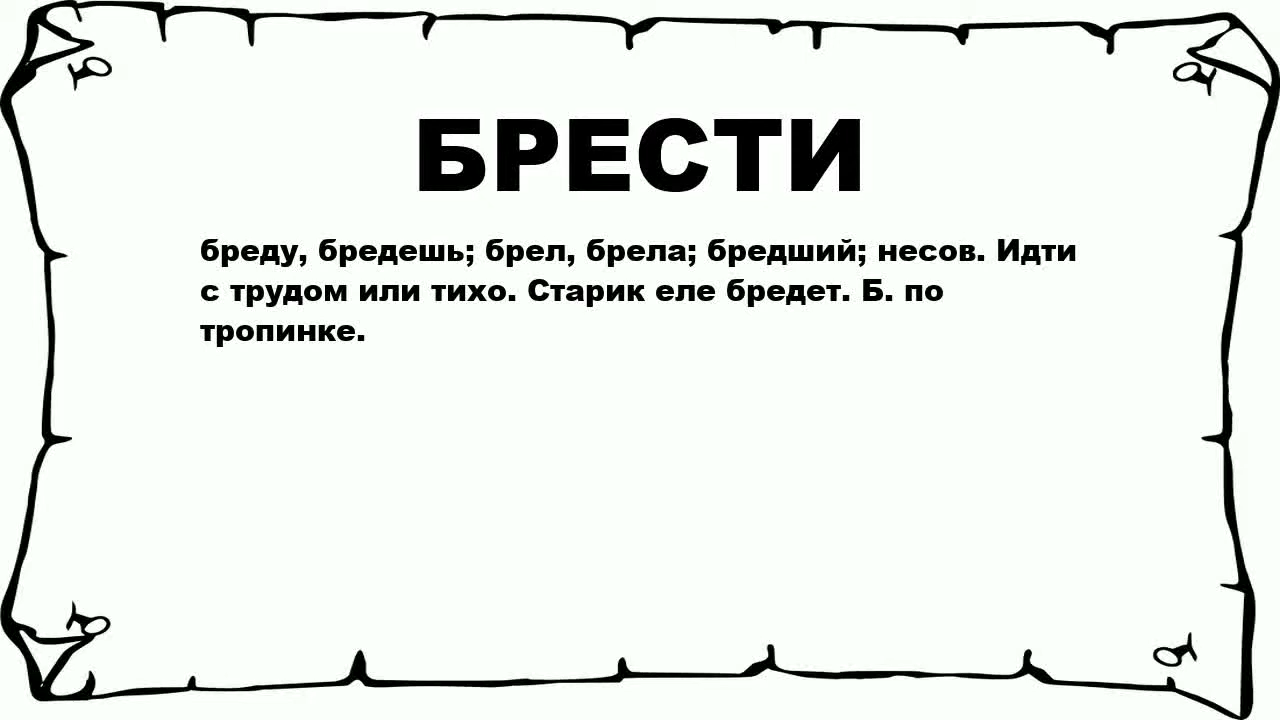 БРЕСТИ
бреду, бредешь; брел, брела; бредший; несов. Идти
с трудом или тихо. Старик еле бредет. Б. по
тропинке.